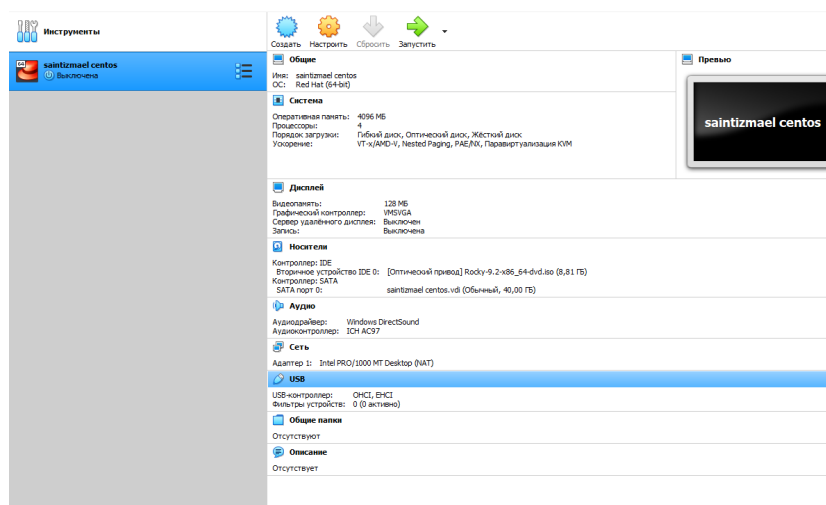 Инструменты
Создать Настроить Сбросить Запустить
64 saintizmael centos
Выключена
Общие
Имя: saintizmael centos
ОС: Red Hat (64-bit)
Превью
saintizmael centos
Система
Оперативная память: 4096 МБ
Процессоры: 4
Порядок загрузки: Гибкий диск, Оптический диск, Жёсткий диск
Ускорение: VT-x/AMD-V, Nested Paging, PAE/NX, Паравиртуализация KVM
Дисплей
Видеопамять: 128 МБ
Графический контроллер: VMSVGA
Сервер удалённого дисплея: Выключен
Запись: Выключена
Носители
Контроллер: IDE
Вторичное устройство IDE 0: [Оптический привод] Rocky-9.2-x86_64-dvd.iso (8,81 ГБ)
Контроллер: SATA
SATA порт 0: saintizmael centos.vdi (Обычный, 40,00 ГБ)
Аудио
Аудиодрайвер: Windows DirectSound
Аудиоконтроллер: ICH AC97
Сеть
Адаптер 1: Intel PRO/1000 MT Desktop (NAT)
USB
USB-контроллер: OHCI, EHCI
Фильтры устройств: 0 (0 активно)
Общие папки
Отсутствуют
Описание
Отсутствует